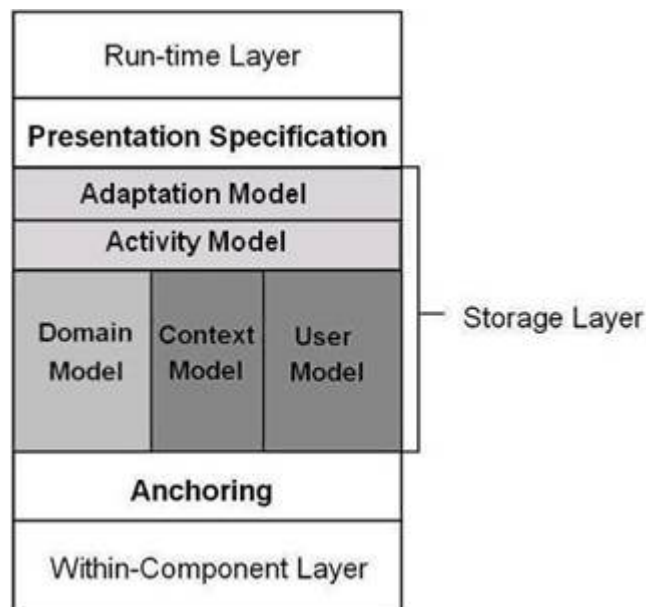 Run-time Layer
Presentation Specification
Adaptation Model
Activity Model
Domain
Model
Context
Model
User
Model
Storage Layer
Anchoring
Within-Component Layer